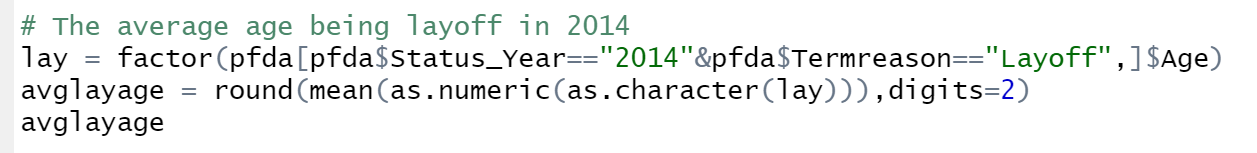 # The average age being layoff in 2014
lay = factor(pfda[pfda$Status_Year=="2014"&pfda$Termreason=="Layoff",]$Age)
avglayage = round(mean(as.numeric(as.character(lay))),digits=2)
avglayage